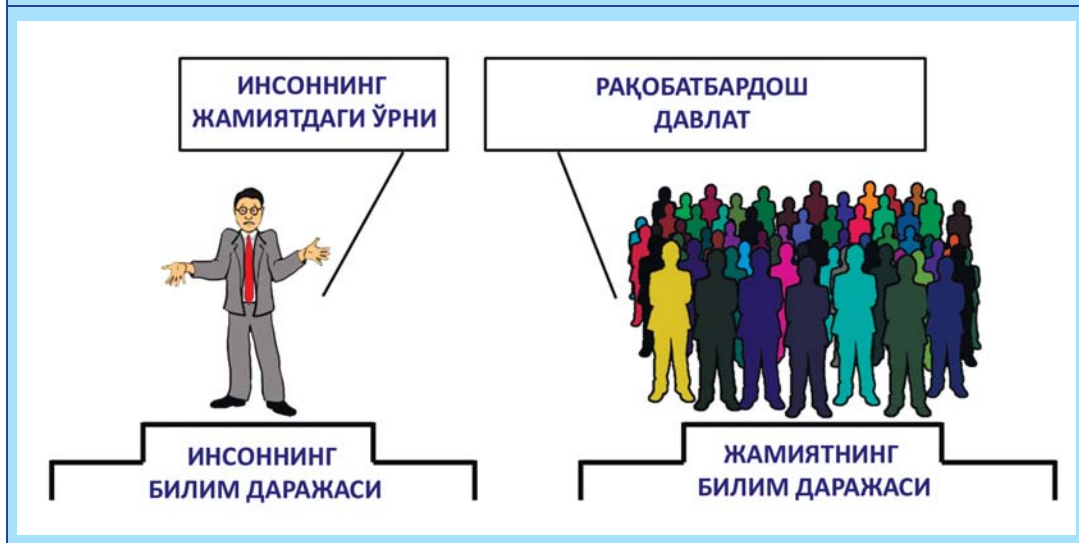 ИНСОННИНГ
ЖАМИЯТДАГИ ЎРНИ
РАҚОБАТБАРДОШ
ДАВЛАТ
ИНСОННИНГ
БИЛИМ ДАРАЖАСИ
ЖАМИЯТНИНГ
БИЛИМ ДАРАЖАСИ